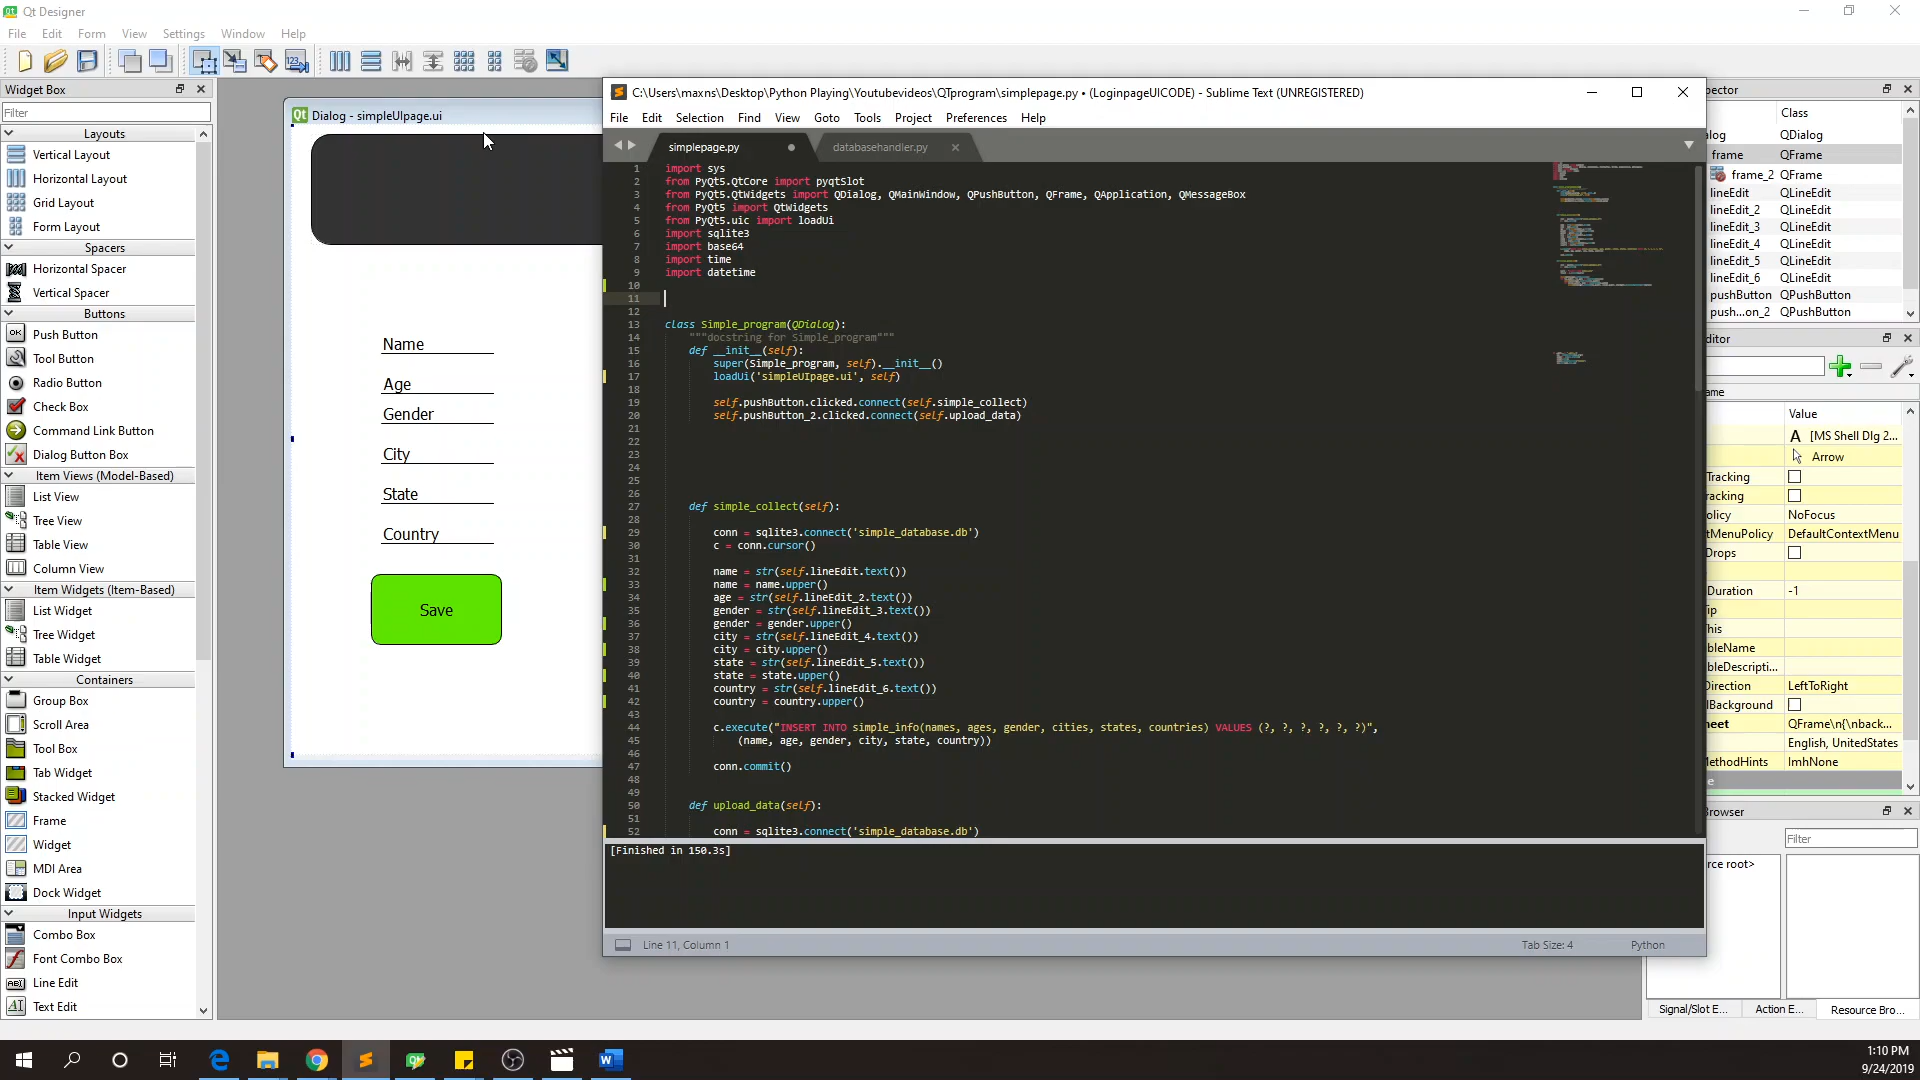 Qt Designer
File Edit Form View Settings Window Help
Widget Box
Filter
Layouts
Vertical Layout
Horizontal Layout
Grid Layout
Form Layout
Spacers
Horizontal Spacer
Vertical Spacer
Buttons
Push Button
Tool Button
Radio Button
Check Box
Command Link Button
Dialog Button Box
Item Views (Model-Based)
List View
Tree View
Table View
Column View
Item Widgets (Item-Based)
List Widget
Tree Widget
Table Widget
Containers
Group Box
Scroll Area
Tool Box
Tab Widget
Stacked Widget
Frame
Widget
MDI Area
Dock Widget
Input Widgets
Combo Box
Font Combo Box
Line Edit
Text Edit
Dialog - simpleUIpage.ui
Name
Age
Gender
City
State
Country
Save
C:\Users\maxns\Desktop\Python Playing\Youtubevideos\QTprogram\simplepage.py • (LoginpageUICODE) - Sublime Text (UNREGISTERED)
File Edit Selection Find View Goto Tools Project Preferences Help
simplepage.py databasehandler.py
1 import sys
2 from PyQt5.QtCore import pyqtSlot
3 from PyQt5.QtWidgets import QDialog, QMainWindow, QPushButton, QFrame, QApplication, QMessageBox
4 from PyQt5 import QtWidgets
5 from PyQt5.uic import loadUi
6 import sqlite3
7 import base64
8 import time
9 import datetime
10
11
12
13 class Simple_program(QDialog):
14 """docstring for Simple_program"""
15 def __init__(self):
16 super(Simple_program, self).__init__()
17 loadUi('simpleUIpage.ui', self)
18
19 self.pushButton.clicked.connect(self.simple_collect)
20 self.pushButton_2.clicked.connect(self.upload_data)
21
22
23
24
25
26
27 def simple_collect(self):
28
29 conn = sqlite3.connect('simple_database.db')
30 c = conn.cursor()
31
32 name = str(self.lineEdit.text())
33 name = name.upper()
34 age = str(self.lineEdit_2.text())
35 gender = str(self.lineEdit_3.text())
36 gender = gender.upper()
37 city = str(self.lineEdit_4.text())
38 city = city.upper()
39 state = str(self.lineEdit_5.text())
40 state = state.upper()
41 country = str(self.lineEdit_6.text())
42 country = country.upper()
43
44 c.execute("INSERT INTO simple_info(names, ages, gender, cities, states, countries) VALUES (?, ?, ?, ?, ?, ?)",
45 (name, age, gender, city, state, country))
46
47 conn.commit()
48
49
50 def upload_data(self):
51
52 conn = sqlite3.connect('simple_database.db')
[Finished in 150.3s]
Line 11, Column 1 Tab Size: 4 Python
pector
Class
log QDialog
frame QFrame
frame_2 QFrame
lineEdit QLineEdit
lineEdit_2 QLineEdit
lineEdit_3 QLineEdit
lineEdit_4 QLineEdit
lineEdit_5 QLineEdit
lineEdit_6 QLineEdit
pushButton QPushButton
push...on_2 QPushButton
ditor
ame
Value
A [MS Shell Dlg 2...
Arrow
Tracking
racking
olicy NoFocus
tMenuPolicy DefaultContextMenu
Drops
Duration -1
ip
his
bleName
bleDescripti...
Direction LeftToRight
lBackground
heet QFrame\n{\nback...
English, UnitedStates
MethodHints ImhNone
e
Browser
Filter
rce root>
Signal/Slot E... Action E... Resource Bro...
1:10 PM
9/24/2019